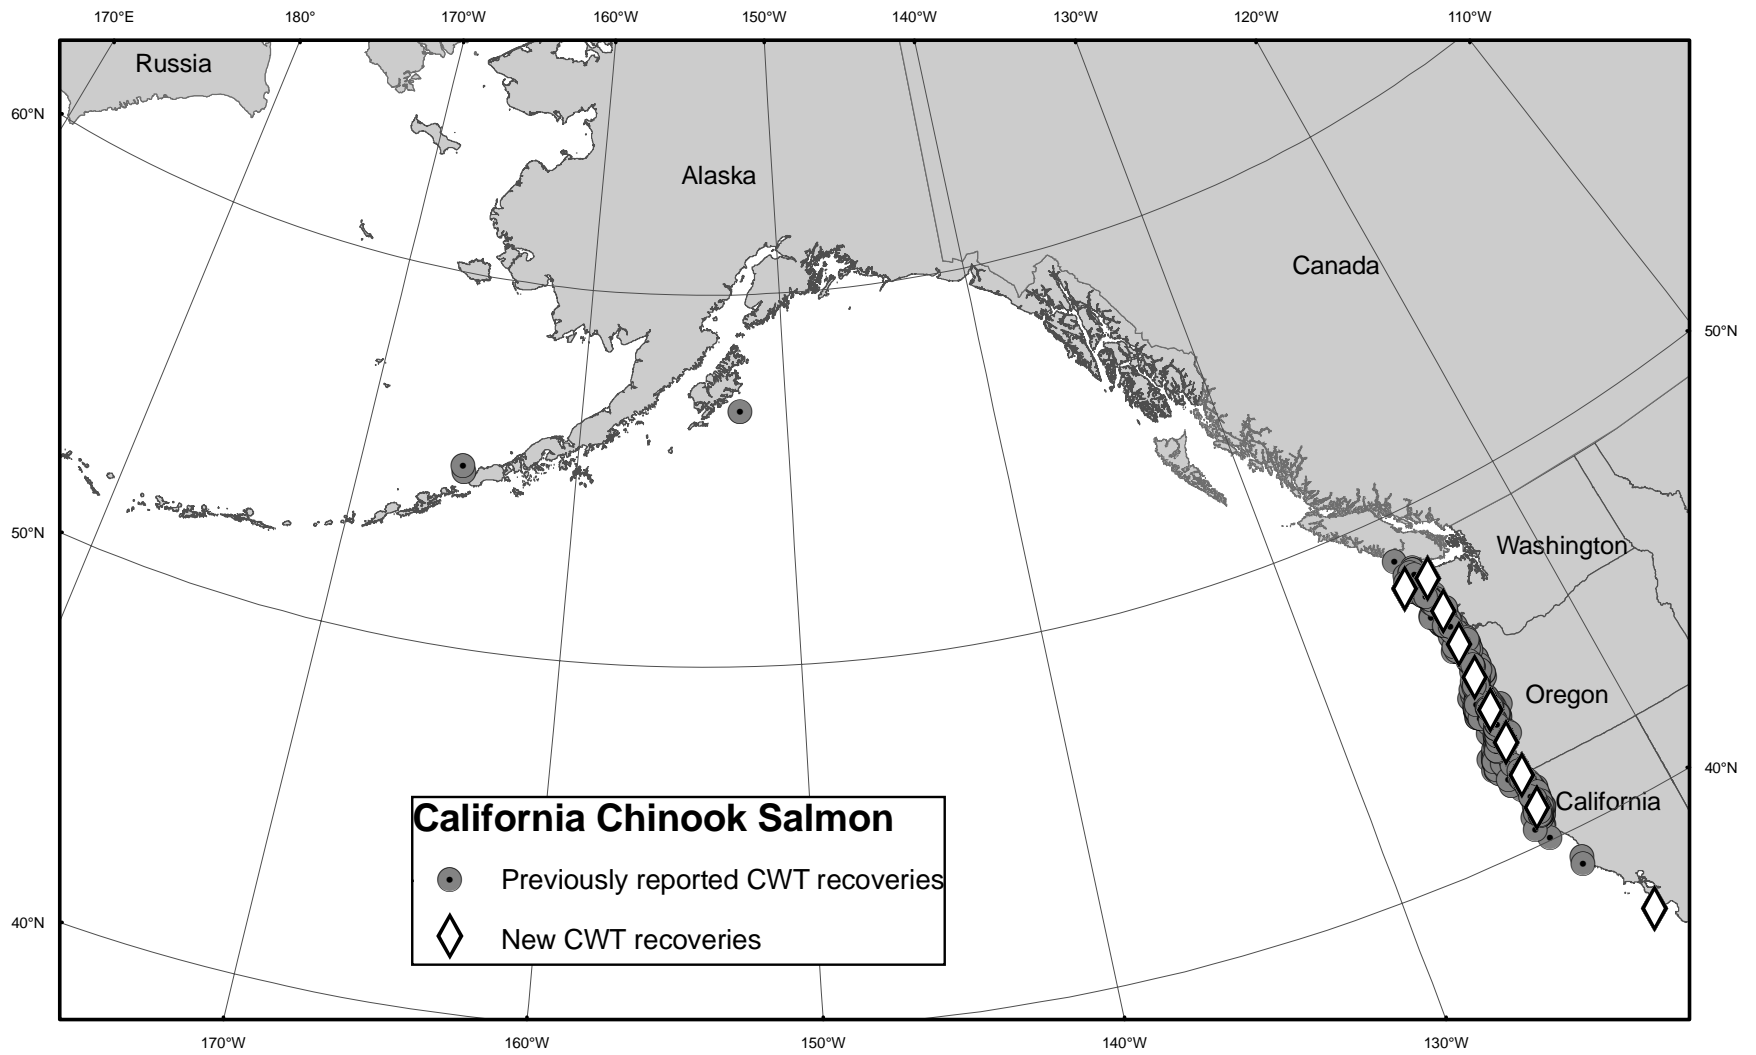 170°E 180° 170°W 160°W 150°W 140°W 130°W 120°W 110°W
Russia
60°N
Alaska
Canada
50°N
50°N
Washington
Oregon
40°N
California
California Chinook Salmon
Previously reported CWT recoveries
40°N
New CWT recoveries
170°W 160°W 150°W 140°W 130°W